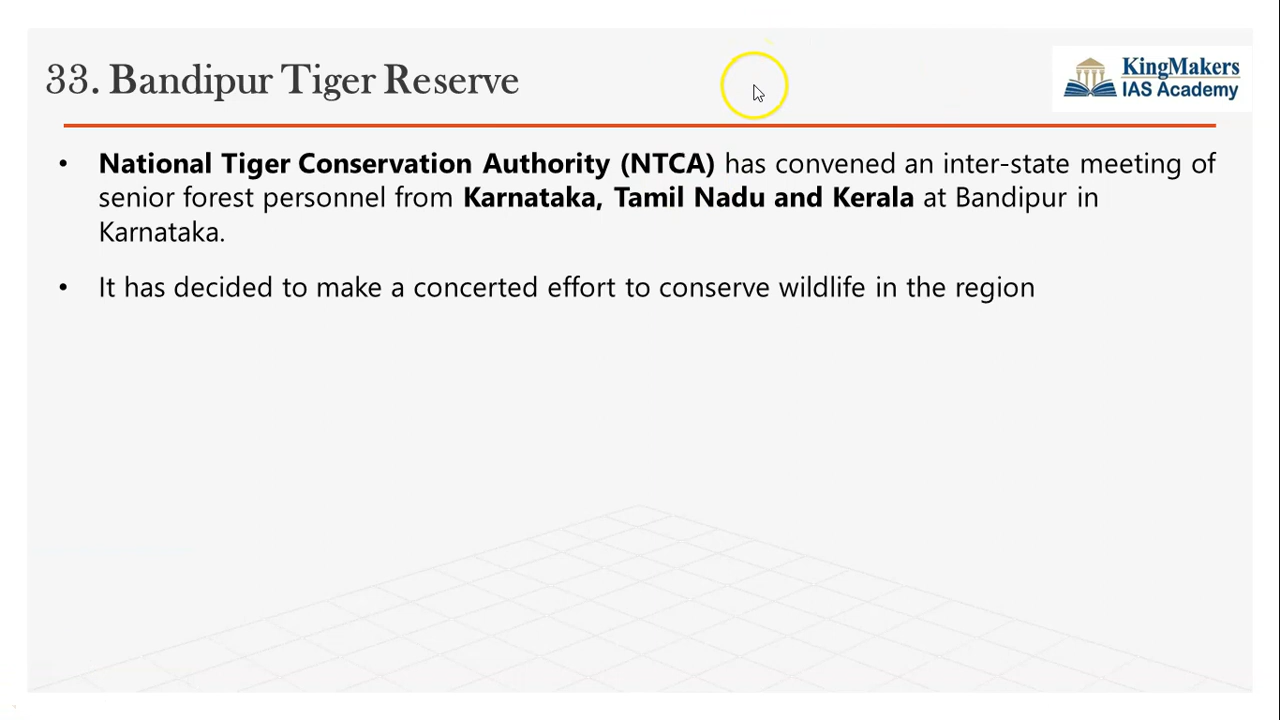 33. Bandipur Tiger Reserve
KingMakers
IAS Academy
• National Tiger Conservation Authority (NTCA) has convened an inter-state meeting of
senior forest personnel from Karnataka, Tamil Nadu and Kerala at Bandipur in
Karnataka.
• It has decided to make a concerted effort to conserve wildlife in the region